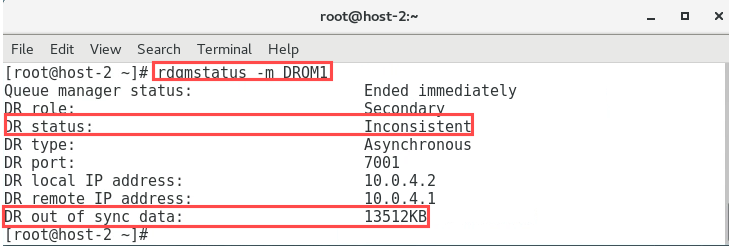 root@host-2:~
File Edit View Search Terminal Help
[root@host-2 ~]# rdqmstatus -m DRQM1
Queue manager status: Ended immediately
DR role: Secondary
DR status: Inconsistent
DR type: Asynchronous
DR port: 7001
DR local IP address: 10.0.4.2
DR remote IP address: 10.0.4.1
DR out of sync data: 13512KB
[root@host-2 ~]#